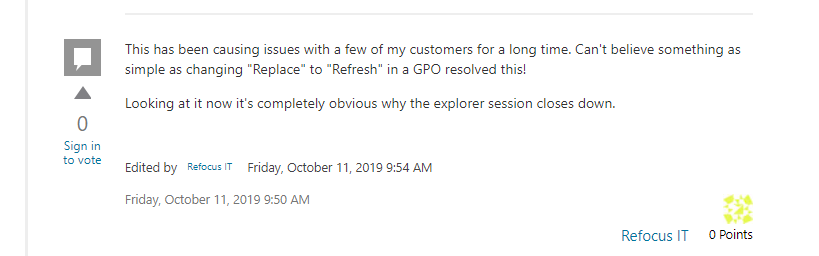 This has been causing issues with a few of my customers for a long time. Can't believe something as
simple as changing "Replace" to "Refresh" in a GPO resolved this!
Looking at it now it's completely obvious why the explorer session closes down.
0
Sign in
to vote
Edited by Refocus IT Friday, October 11, 2019 9:54 AM
Friday, October 11, 2019 9:50 AM
Refocus IT 0 Points